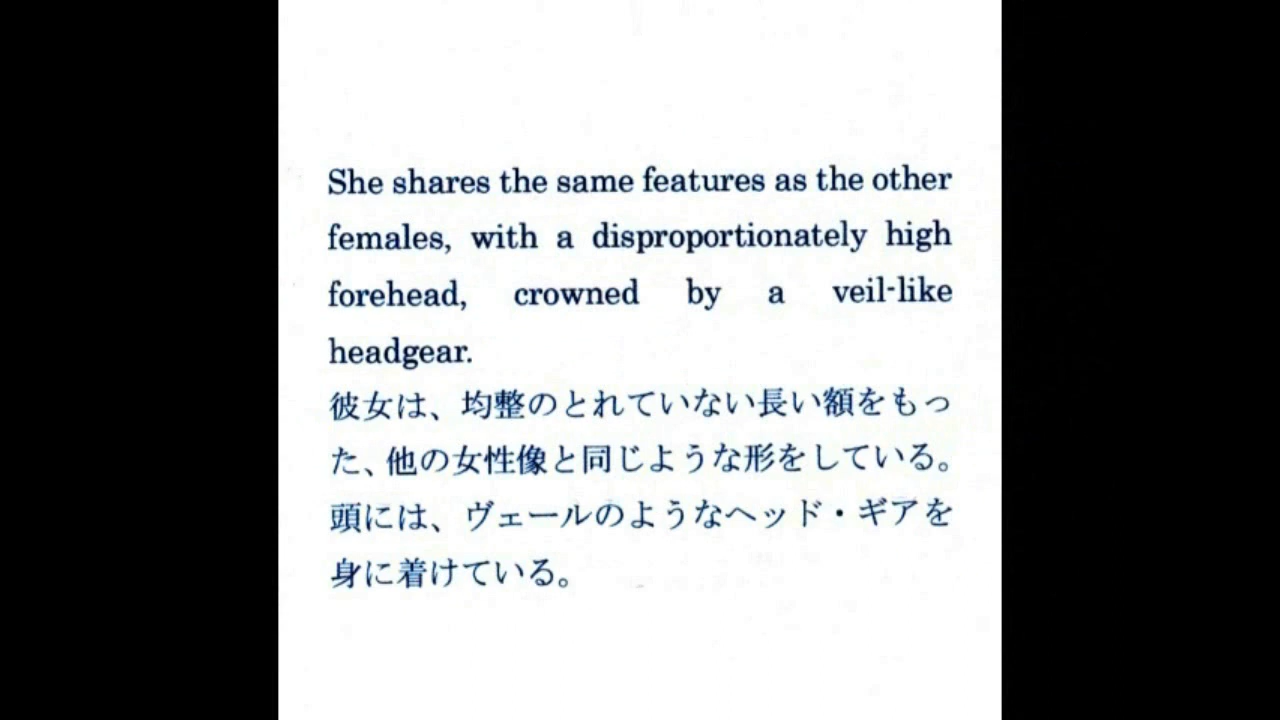 She shares the same features as the other
females, with a disproportionately high
forehead, crowned by a veil-like
headgear.
彼女は、均整のとれていない長い額をもっ
た、他の女性像と同じような形をしている。
頭には、ヴェールのようなヘッド・ギアを
身に着けている。